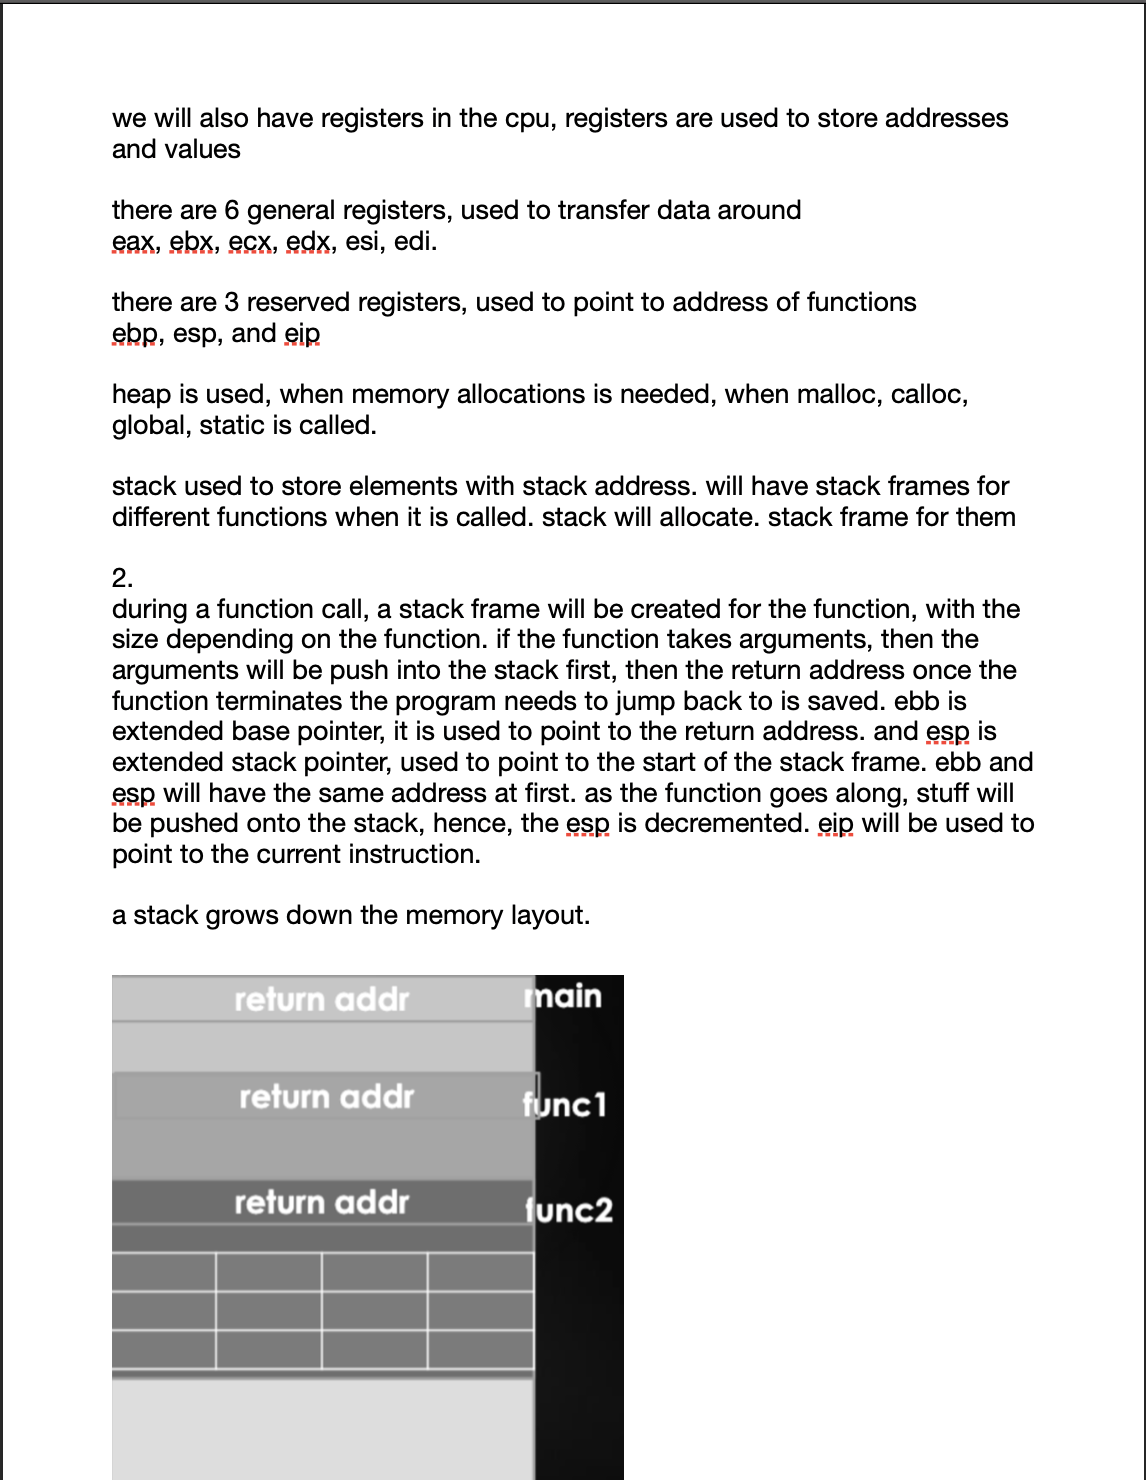 we will also have registers in the cpu, registers are used to store addresses
and values
there are 6 general registers, used to transfer data around
eax, ebx, ecx, edx, esi, edi.
there are 3 reserved registers, used to point to address of functions
ebp, esp, and eip
heap is used, when memory allocations is needed, when malloc, calloc,
global, static is called.
stack used to store elements with stack address. will have stack frames for
different functions when it is called. stack will allocate. stack frame for them
2.
during a function call, a stack frame will be created for the function, with the
size depending on the function. if the function takes arguments, then the
arguments will be push into the stack first, then the return address once the
function terminates the program needs to jump back to is saved. ebb is
extended base pointer, it is used to point to the return address. and esp is
extended stack pointer, used to point to the start of the stack frame. ebb and
esp will have the same address at first. as the function goes along, stuff will
be pushed onto the stack, hence, the esp is decremented. eip will be used to
point to the current instruction.
a stack grows down the memory layout.
return addr main
return addr func1
return addr func2